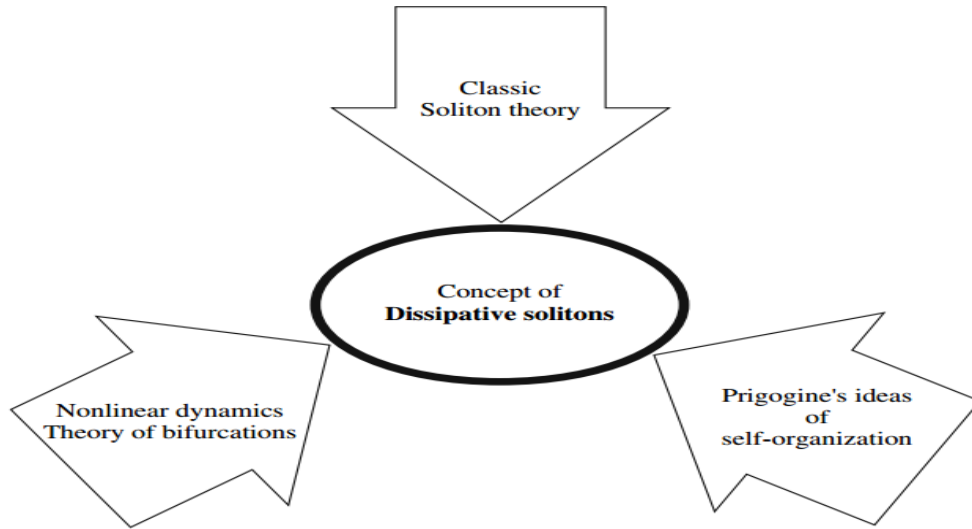 Classic
Soliton theory
Concept of
Dissipative solitons
Nonlinear dynamics
Theory of bifurcations
Prigogine's ideas
of
self-organization